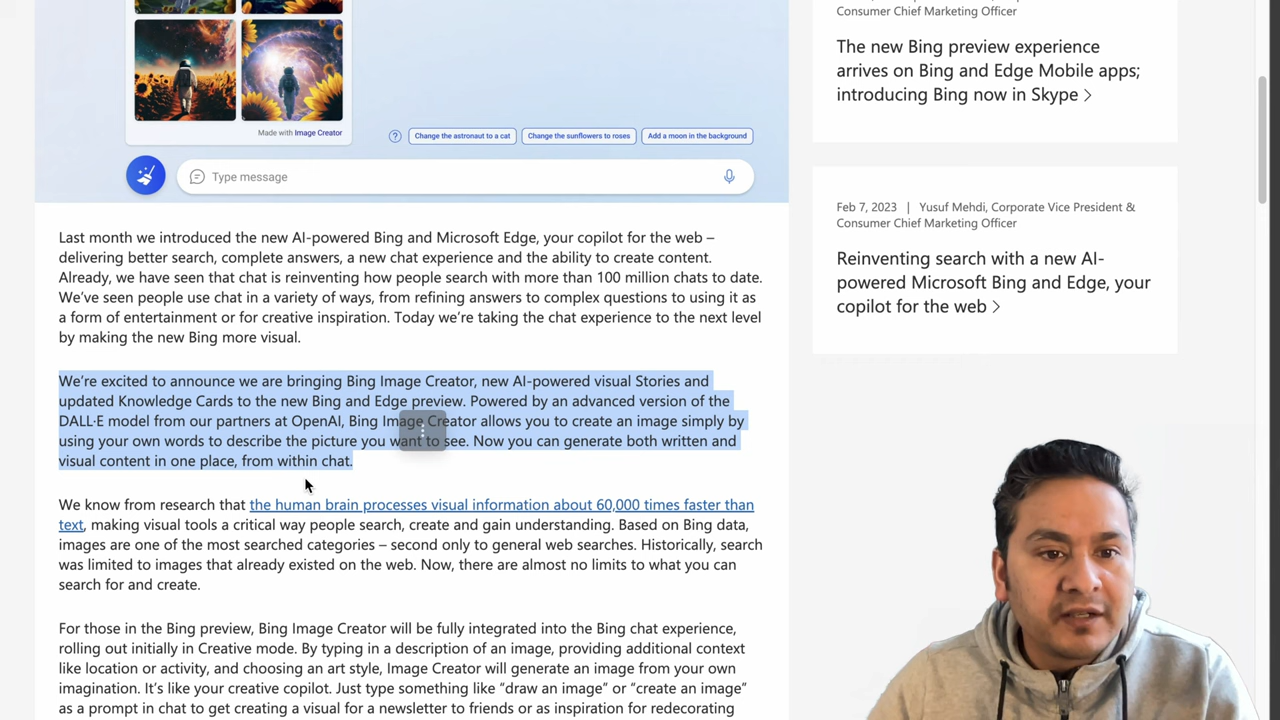 Made with Image Creator
Change the astronaut to a cat
Change the sunflowers to roses
Add a moon in the background
Type message
Last month we introduced the new AI-powered Bing and Microsoft Edge, your copilot for the web –
delivering better search, complete answers, a new chat experience and the ability to create content.
Already, we have seen that chat is reinventing how people search with more than 100 million chats to date.
We’ve seen people use chat in a variety of ways, from refining answers to complex questions to using it as
a form of entertainment or for creative inspiration. Today we’re taking the chat experience to the next level
by making the new Bing more visual.
We’re excited to announce we are bringing Bing Image Creator, new AI-powered visual Stories and
updated Knowledge Cards to the new Bing and Edge preview. Powered by an advanced version of the
DALL∙E model from our partners at OpenAI, Bing Image Creator allows you to create an image simply by
using your own words to describe the picture you want to see. Now you can generate both written and
visual content in one place, from within chat.
We know from research that the human brain processes visual information about 60,000 times faster than
text, making visual tools a critical way people search, create and gain understanding. Based on Bing data,
images are one of the most searched categories – second only to general web searches. Historically, search
was limited to images that already existed on the web. Now, there are almost no limits to what you can
search for and create.
For those in the Bing preview, Bing Image Creator will be fully integrated into the Bing chat experience,
rolling out initially in Creative mode. By typing in a description of an image, providing additional context
like location or activity, and choosing an art style, Image Creator will generate an image from your own
imagination. It’s like your creative copilot. Just type something like “draw an image” or “create an image”
as a prompt in chat to get creating a visual for a newsletter to friends or as inspiration for redecorating
Consumer Chief Marketing Officer
The new Bing preview experience
arrives on Bing and Edge Mobile apps;
introducing Bing now in Skype >
Feb 7, 2023 | Yusuf Mehdi, Corporate Vice President &
Consumer Chief Marketing Officer
Reinventing search with a new AI-
powered Microsoft Bing and Edge, your
copilot for the web >